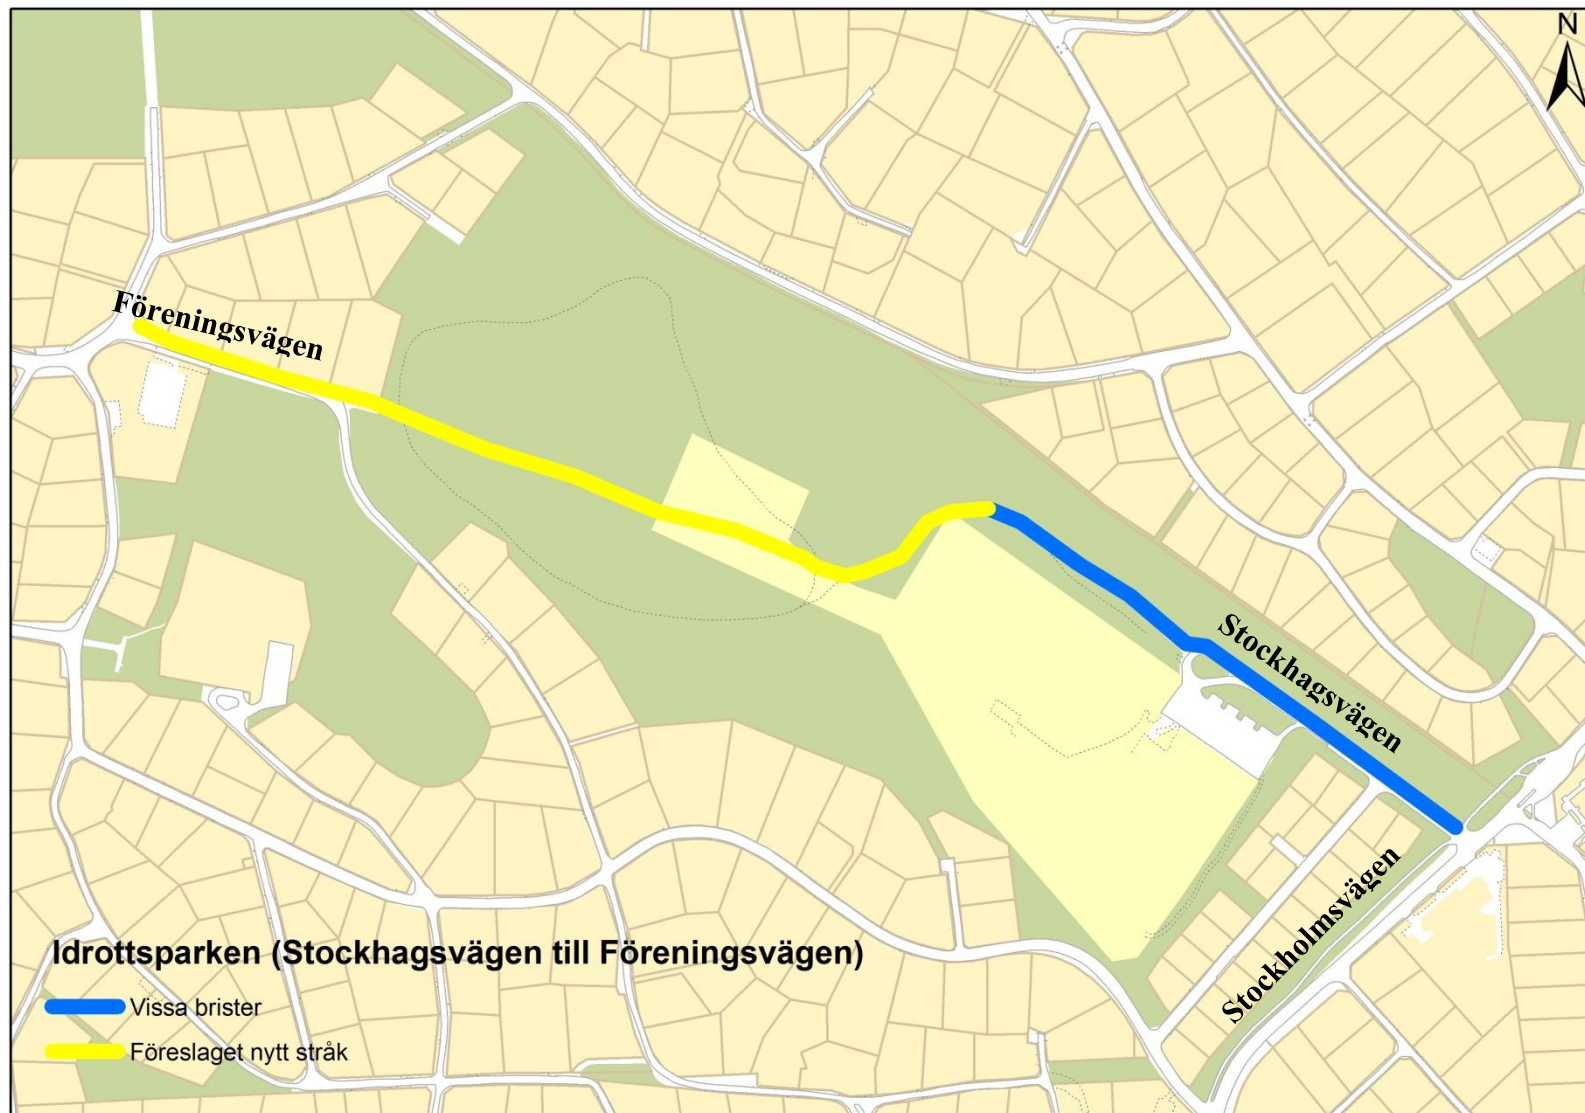 N
Föreningsvägen
Stockhagsvägen
Stockholmsvägen
Idrottsparken (Stockhagsvägen till Föreningsvägen)
Vissa brister
Föreslaget nytt stråk